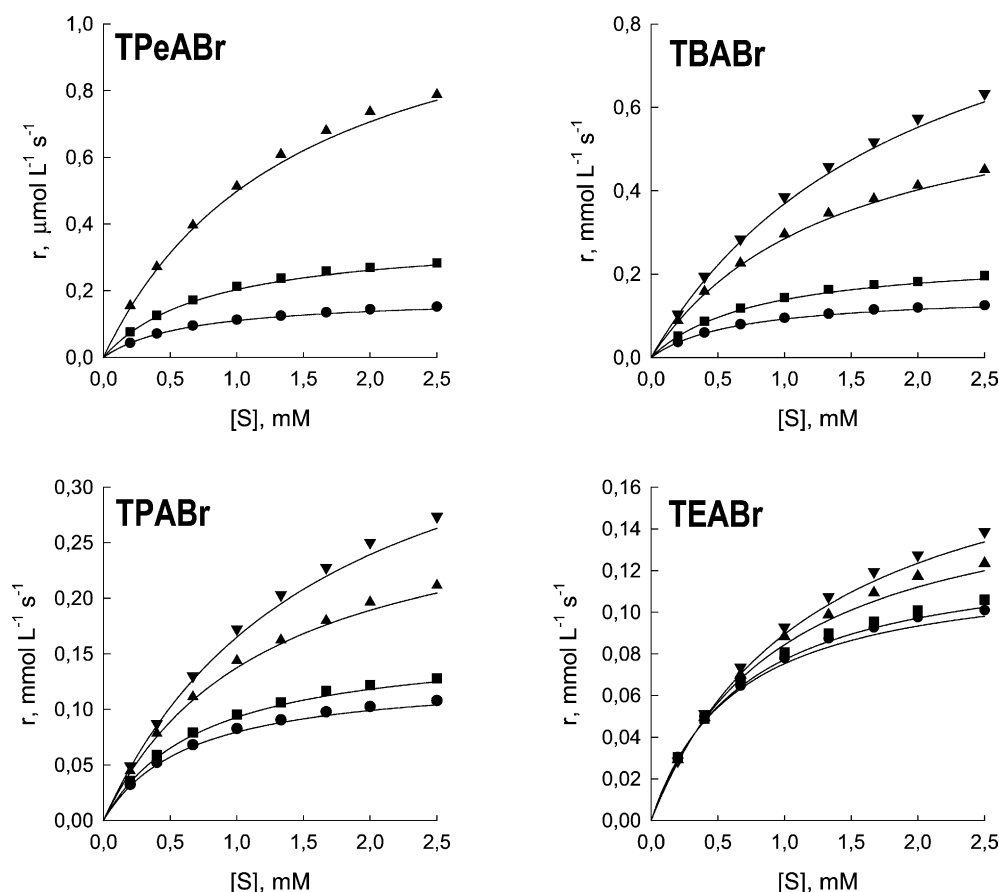 TPeABr
1,0
0,8
0,6
0,4
0,2
0,0
r, μmol L⁻¹ s⁻¹
0,0 0,5 1,0 1,5 2,0 2,5
[S], mM
TBABr
0,8
0,6
0,4
0,2
0,0
r, mmol L⁻¹ s⁻¹
0,0 0,5 1,0 1,5 2,0 2,5
[S], mM
TPABr
0,30
0,25
0,20
0,15
0,10
0,05
0,00
r, mmol L⁻¹ s⁻¹
0,0 0,5 1,0 1,5 2,0 2,5
[S], mM
TEABr
0,16
0,14
0,12
0,10
0,08
0,06
0,04
0,02
0,00
r, mmol L⁻¹ s⁻¹
0,0 0,5 1,0 1,5 2,0 2,5
[S], mM